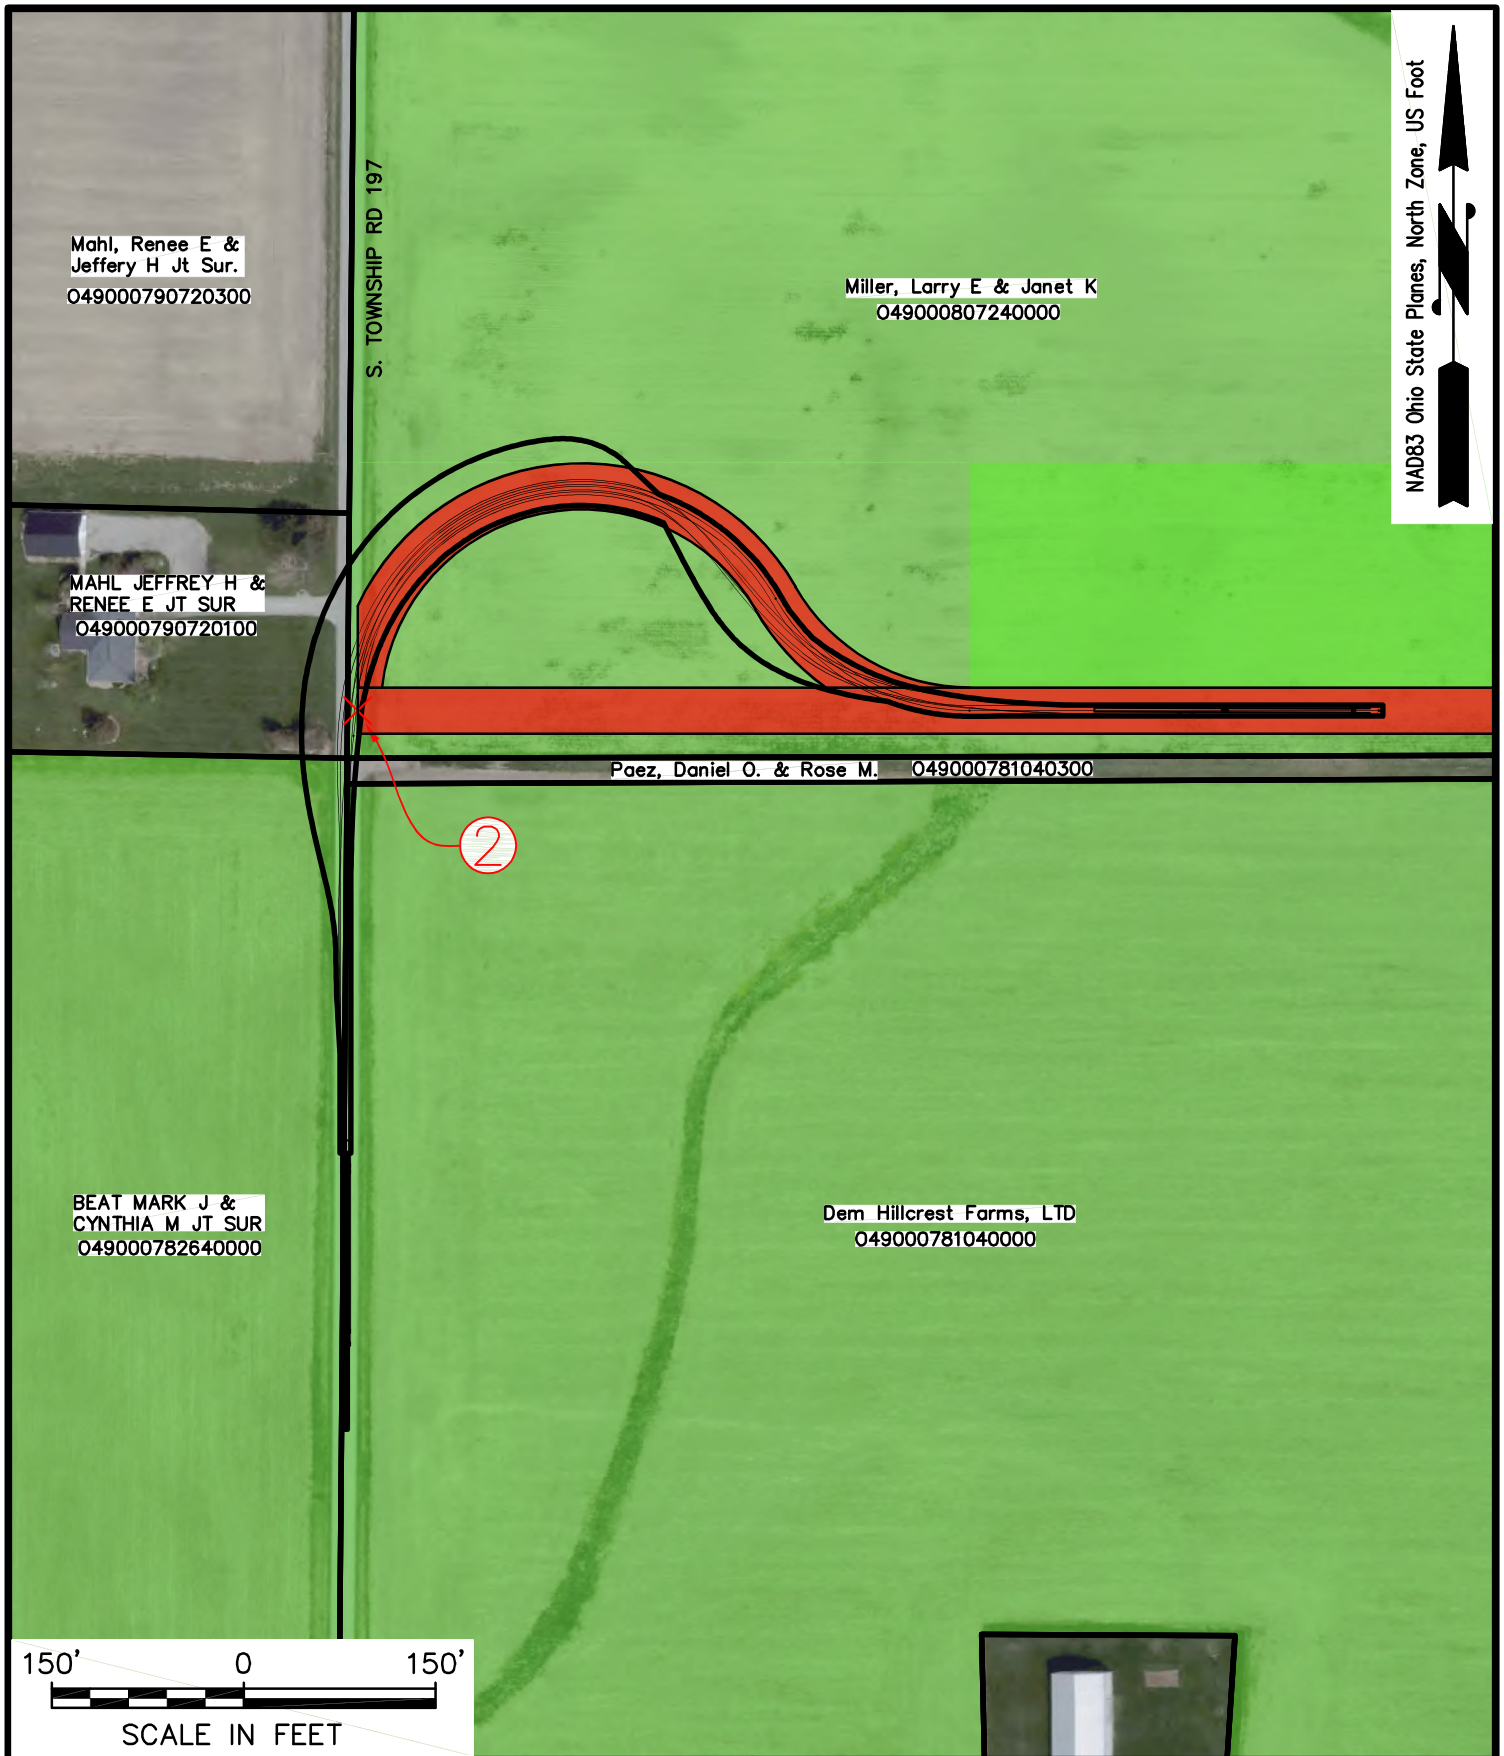 NAD83 Ohio State Planes, North Zone, US Foot
S. TOWNSHIP RD 197
Mahl, Renee E &
Jeffery H Jt Sur.
049000790720300
Miller, Larry E & Janet K
049000807240000
MAHL JEFFREY H &
RENEE E JT SUR
049000790720100
Paez, Daniel O. & Rose M. 049000781040300
2
BEAT MARK J &
CYNTHIA M JT SUR
049000782640000
Dem Hillcrest Farms, LTD
049000781040000
150' 0 150'
SCALE IN FEET